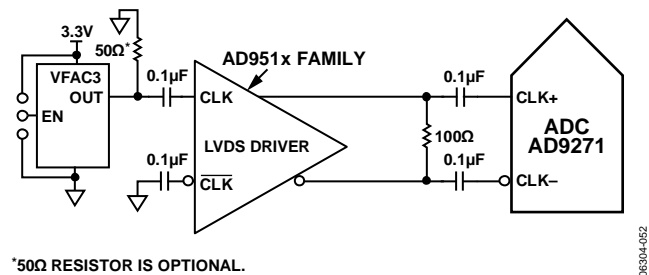 3.3V
50Ω*
AD951x FAMILY
VFAC3
OUT
EN
0.1µF
CLK
LVDS DRIVER
0.1µF
C̅L̅K̅
0.1µF
100Ω
0.1µF
CLK+
ADC
AD9271
CLK–
*50Ω RESISTOR IS OPTIONAL.
06304-052